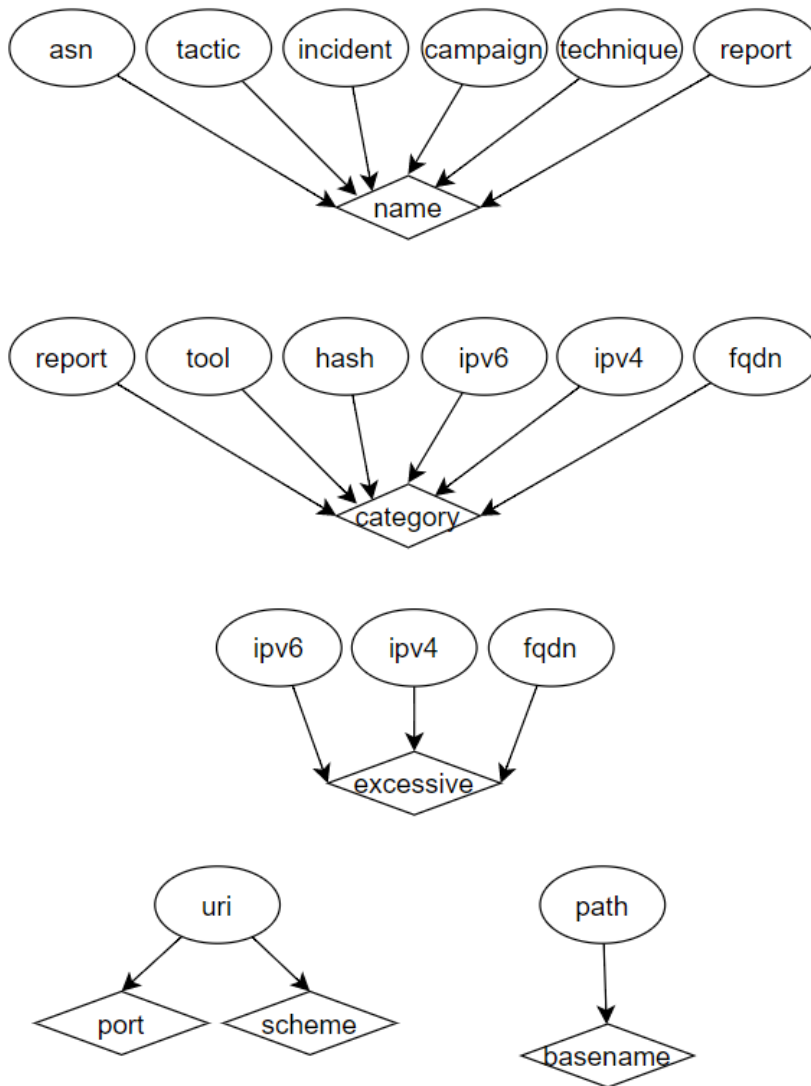 asn tactic incident campaign technique report
name
report tool hash ipv6 ipv4 fqdn
category
ipv6 ipv4 fqdn
excessive
uri path
port scheme
basename